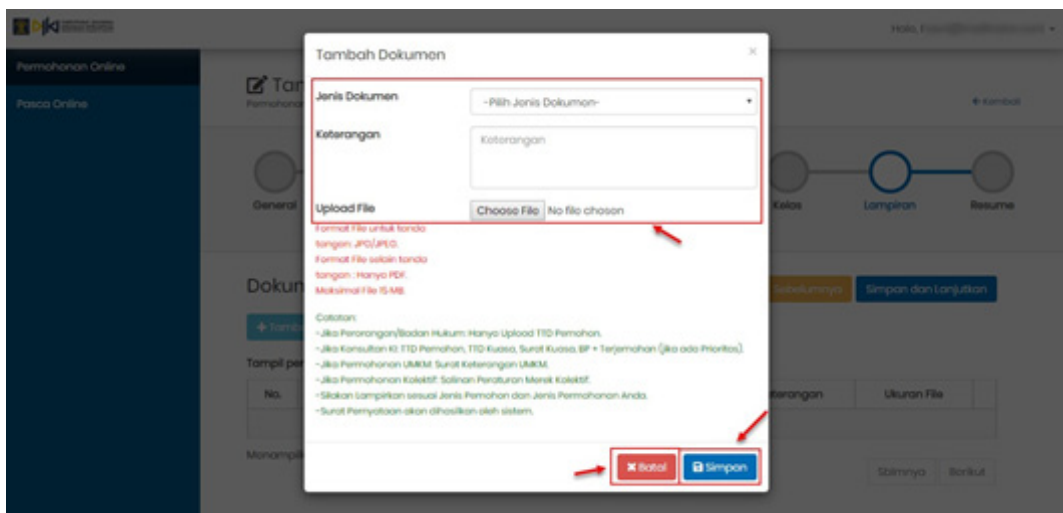 Halo,
Permohonan Online
Pasca Online
Kembali
General
Kelas
Lampiran
Resume
Sebelumnya
Simpan dan Lanjutkan
No.
Ukuran File
Berikut
Tambah Dokumen
×
Jenis Dokumen
-Pilih Jenis Dokumen-
Keterangan
Keterangan
Upload File
Choose File No file chosen
Format File untuk tanda
tangan: JPG/JPEG.
Format File selain tanda
tangan : Hanya PDF.
Maksimal File 15 MB.
Catatan:
-Jika Perorangan/Badan Hukum: Hanya Upload TTD Pemohon.
-Jika Konsultan KI: TTD Pemohon, TTD Kuasa, Surat Kuasa, BP + Terjemahan (jika ada Prioritas).
-Jika Permohonan UMKM: Surat Keterangan UMKM.
-Jika Permohonan Kolektif: Salinan Peraturan Merek Kolektif.
-Silakan Lampirkan sesuai Jenis Pemohon dan Jenis Permohonan Anda.
-Surat Pernyataan akan dihasilkan oleh sistem.
Batal
Simpan